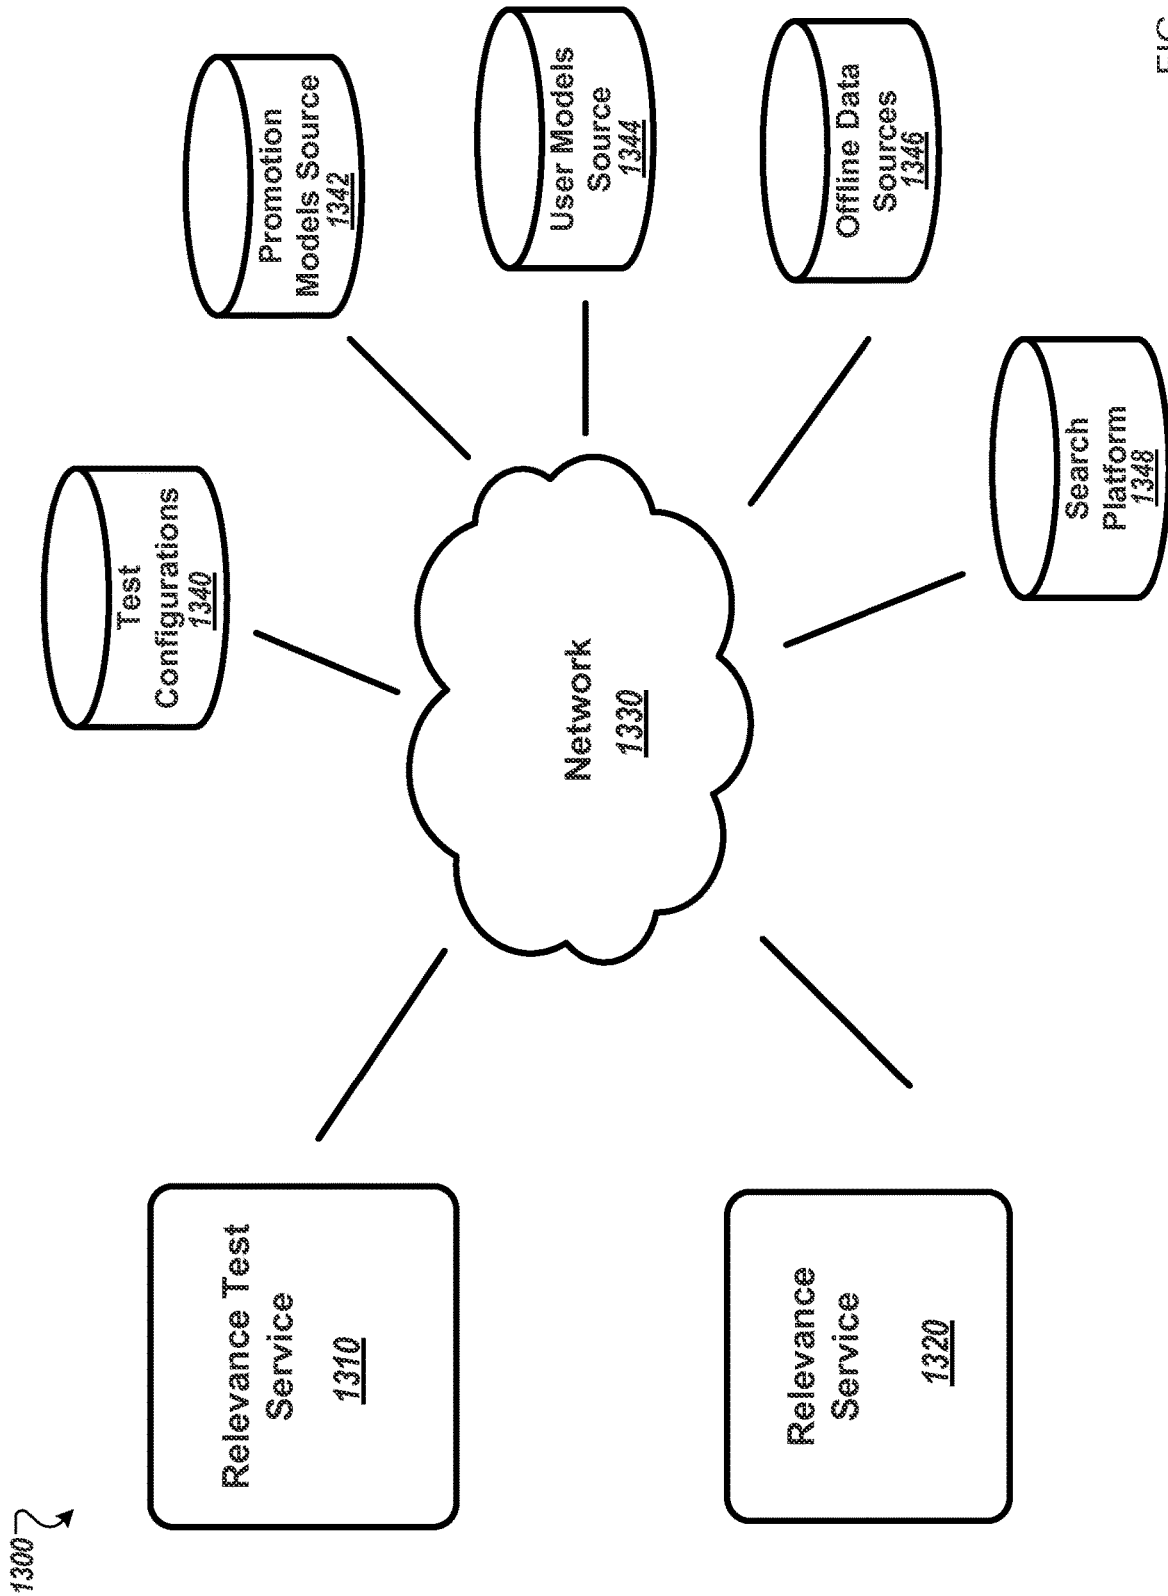 1300
Relevance Test
Service
1310
Relevance
Service
1320
Network
1330
Test
Configurations
1340
Promotion
Models Source
1342
User Models
Source
1344
Offline Data
Sources
1346
Search
Platform
1348